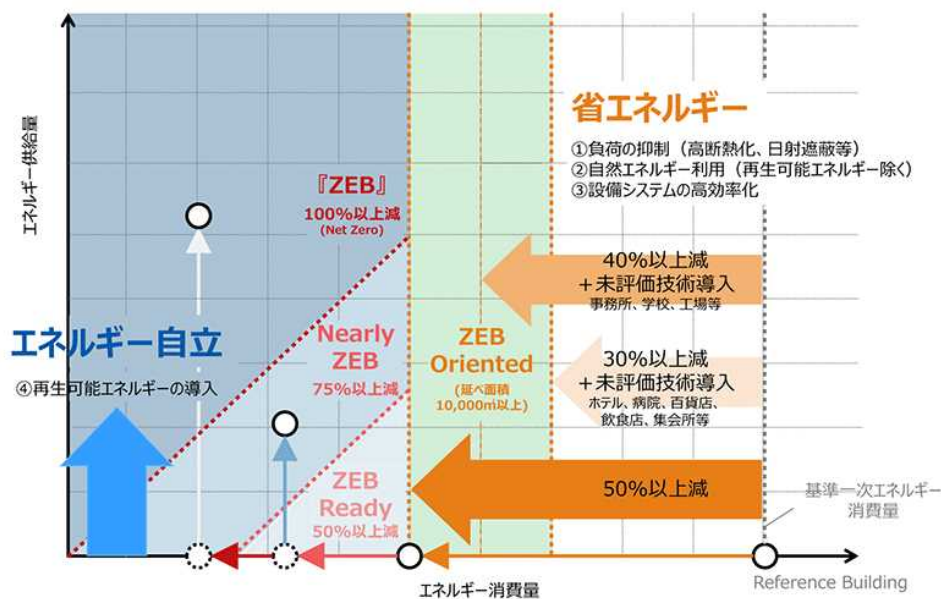 エネルギー供給量
省エネルギー
①負荷の抑制（高断熱化、日射遮蔽等）
②自然エネルギー利用（再生可能エネルギー除く）
③設備システムの高効率化
『ZEB』
100%以上減
(Net Zero)
40%以上減
＋未評価技術導入
事務所、学校、工場等
エネルギー自立
④再生可能エネルギーの導入
Nearly
ZEB
75%以上減
ZEB
Oriented
(延べ面積
10,000㎡以上)
30%以上減
＋未評価技術導入
ホテル、病院、百貨店、
飲食店、集会所等
ZEB
Ready
50%以上減
50%以上減
基準一次エネルギー
消費量
エネルギー消費量
Reference Building